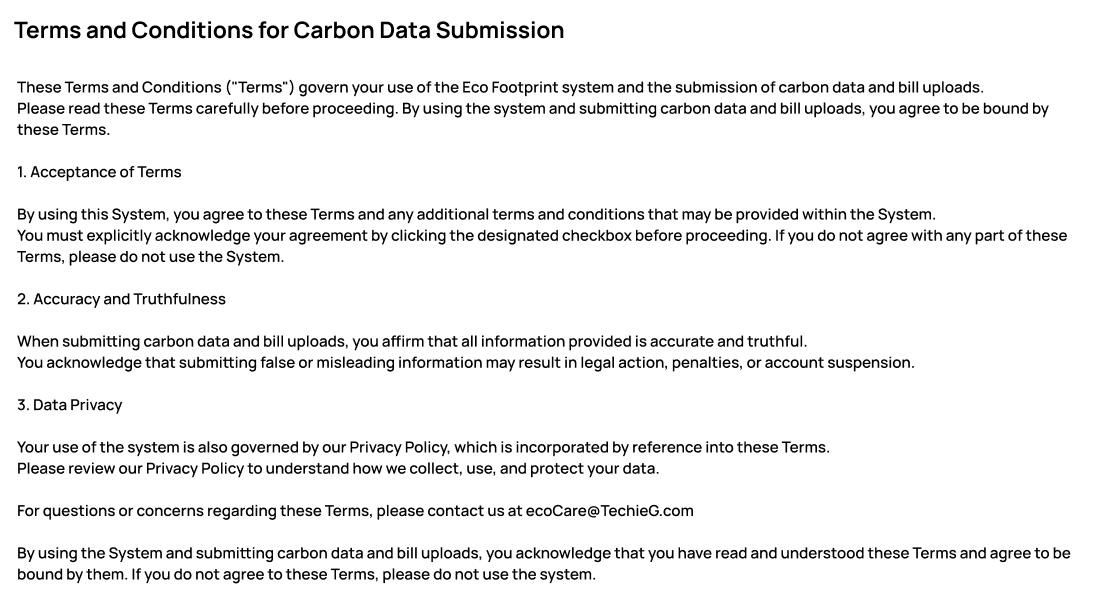 Terms and Conditions for Carbon Data Submission
These Terms and Conditions ("Terms") govern your use of the Eco Footprint system and the submission of carbon data and bill uploads.
Please read these Terms carefully before proceeding. By using the system and submitting carbon data and bill uploads, you agree to be bound by
these Terms.
1. Acceptance of Terms
By using this System, you agree to these Terms and any additional terms and conditions that may be provided within the System.
You must explicitly acknowledge your agreement by clicking the designated checkbox before proceeding. If you do not agree with any part of these
Terms, please do not use the System.
2. Accuracy and Truthfulness
When submitting carbon data and bill uploads, you affirm that all information provided is accurate and truthful.
You acknowledge that submitting false or misleading information may result in legal action, penalties, or account suspension.
3. Data Privacy
Your use of the system is also governed by our Privacy Policy, which is incorporated by reference into these Terms.
Please review our Privacy Policy to understand how we collect, use, and protect your data.
For questions or concerns regarding these Terms, please contact us at ecoCare@TechieG.com
By using the System and submitting carbon data and bill uploads, you acknowledge that you have read and understood these Terms and agree to be
bound by them. If you do not agree to these Terms, please do not use the system.